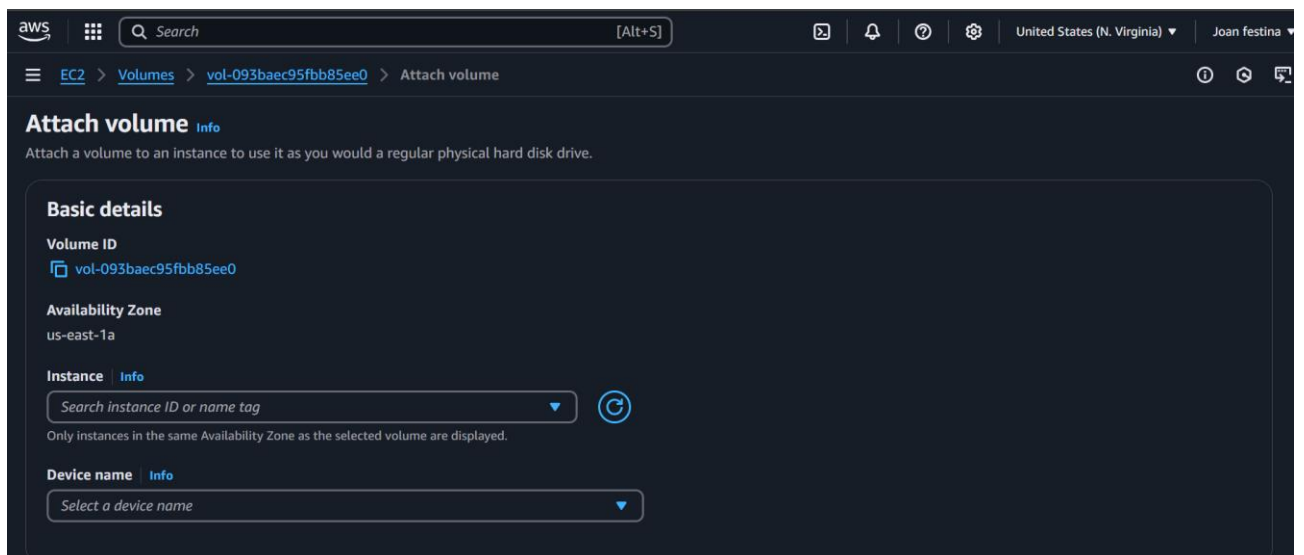 aws Search [Alt+S] United States (N. Virginia) Joan festina
EC2 > Volumes > vol-093baec95fbb85ee0 > Attach volume
Attach volume Info
Attach a volume to an instance to use it as you would a regular physical hard disk drive.
Basic details
Volume ID
vol-093baec95fbb85ee0
Availability Zone
us-east-1a
Instance Info
Search instance ID or name tag
Only instances in the same Availability Zone as the selected volume are displayed.
Device name Info
Select a device name